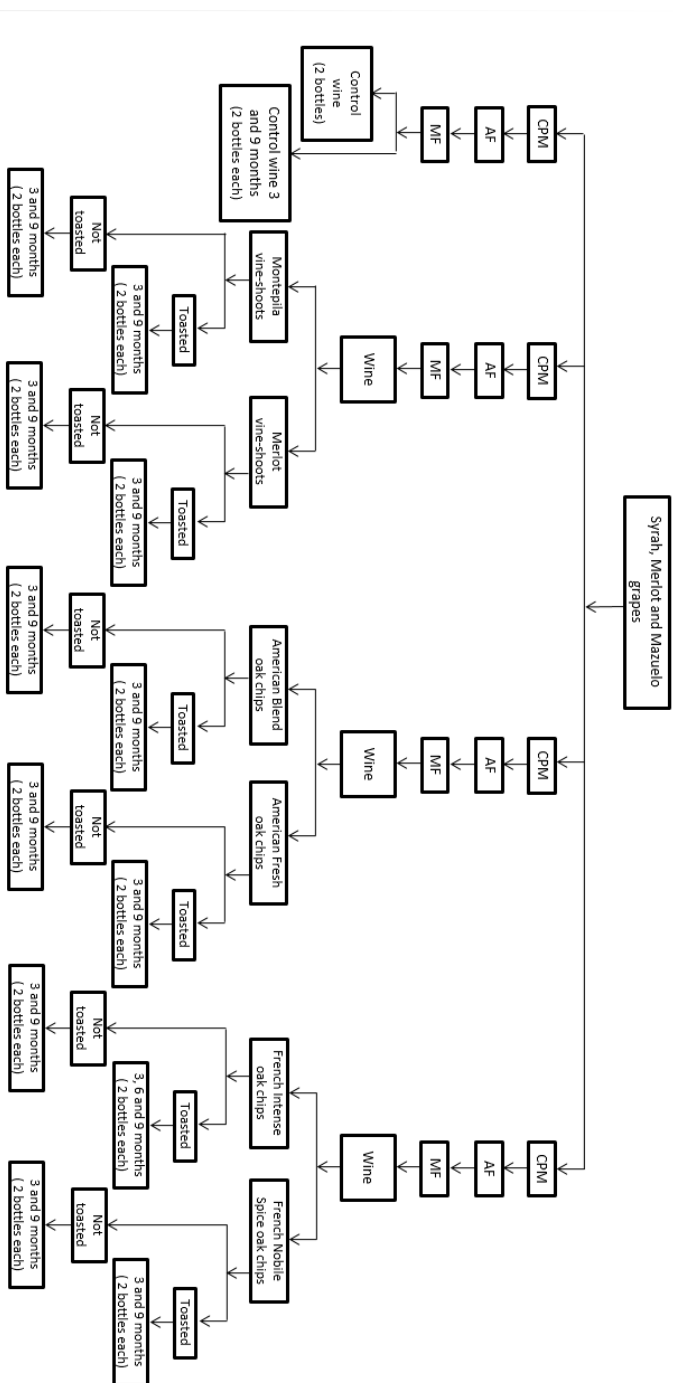 Syrah, Merlot and Mazuelo
grapes
CPM
CPM
CPM
CPM
AF
AF
AF
AF
MF
MF
MF
MF
Control
wine
(2 bottles)
Wine
Wine
Wine
Control wine 3
and 9 months
(2 bottles each)
Montepila
vine-shoots
Merlot
vine-shoots
American Blend
oak chips
American Fresh
oak chips
French Intense
oak chips
French Nobile
Spice oak chips
Toasted
Toasted
Toasted
Toasted
Toasted
Toasted
3 and 9 months
( 2 bottles each)
3 and 9 months
( 2 bottles each)
3 and 9 months
( 2 bottles each)
3 and 9 months
( 2 bottles each)
3, 6 and 9 months
( 2 bottles each)
3 and 9 months
( 2 bottles each)
Not
toasted
Not
toasted
Not
toasted
Not
toasted
Not
toasted
Not
toasted
3 and 9 months
( 2 bottles each)
3 and 9 months
( 2 bottles each)
3 and 9 months
( 2 bottles each)
3 and 9 months
( 2 bottles each)
3 and 9 months
( 2 bottles each)
3 and 9 months
( 2 bottles each)